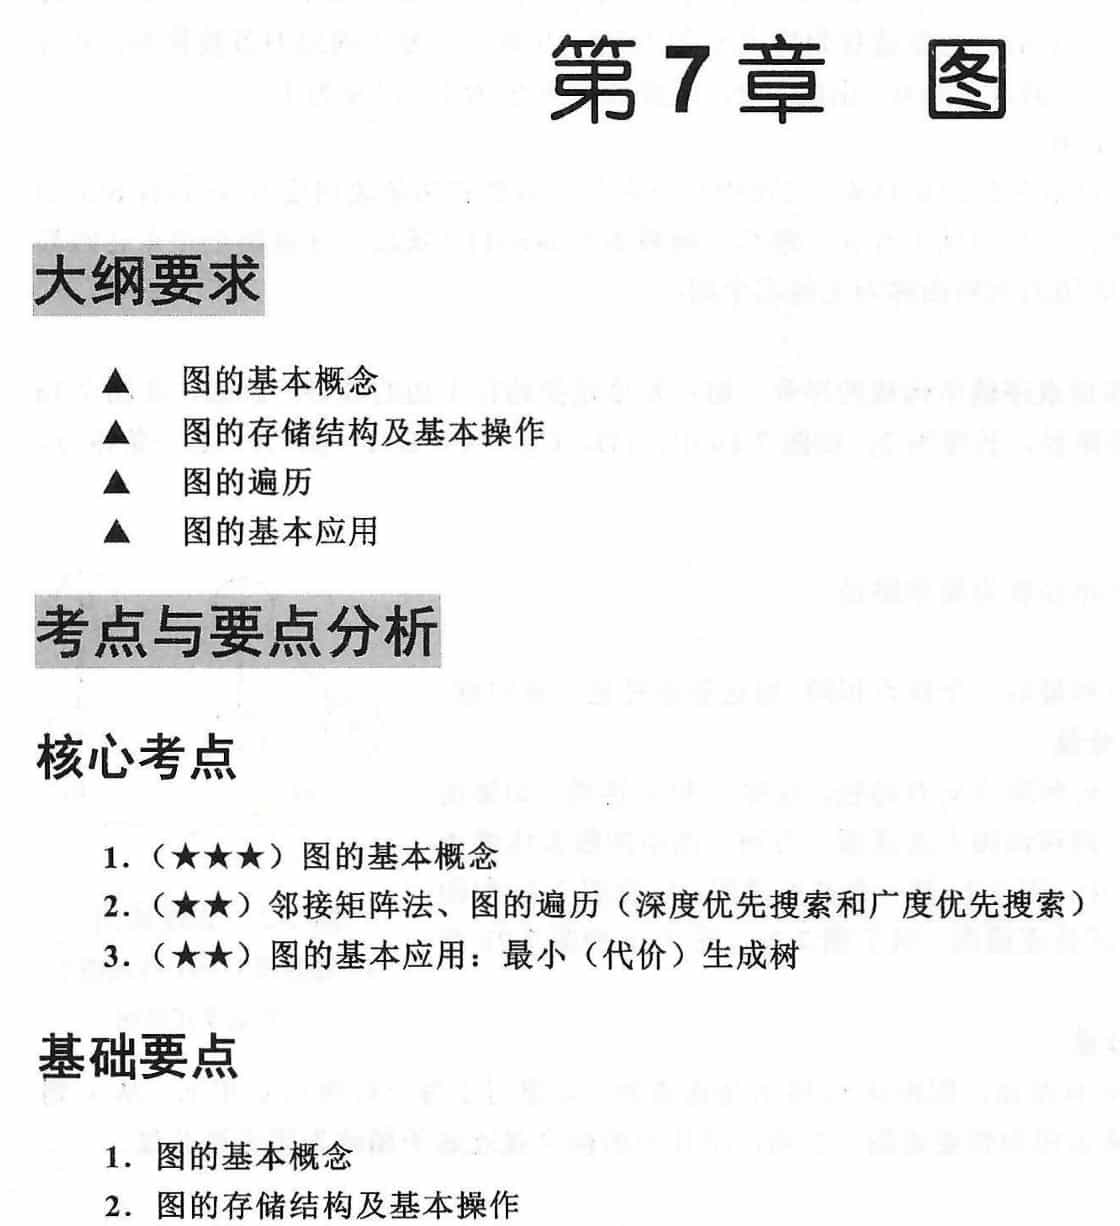 第7章 图
大纲要求
▲ 图的基本概念
▲ 图的存储结构及基本操作
▲ 图的遍历
▲ 图的基本应用
考点与要点分析
核心考点
1.（★★★）图的基本概念
2.（★★）邻接矩阵法、图的遍历（深度优先搜索和广度优先搜索）
3.（★★）图的基本应用：最小（代价）生成树
基础要点
1. 图的基本概念
2. 图的存储结构及基本操作